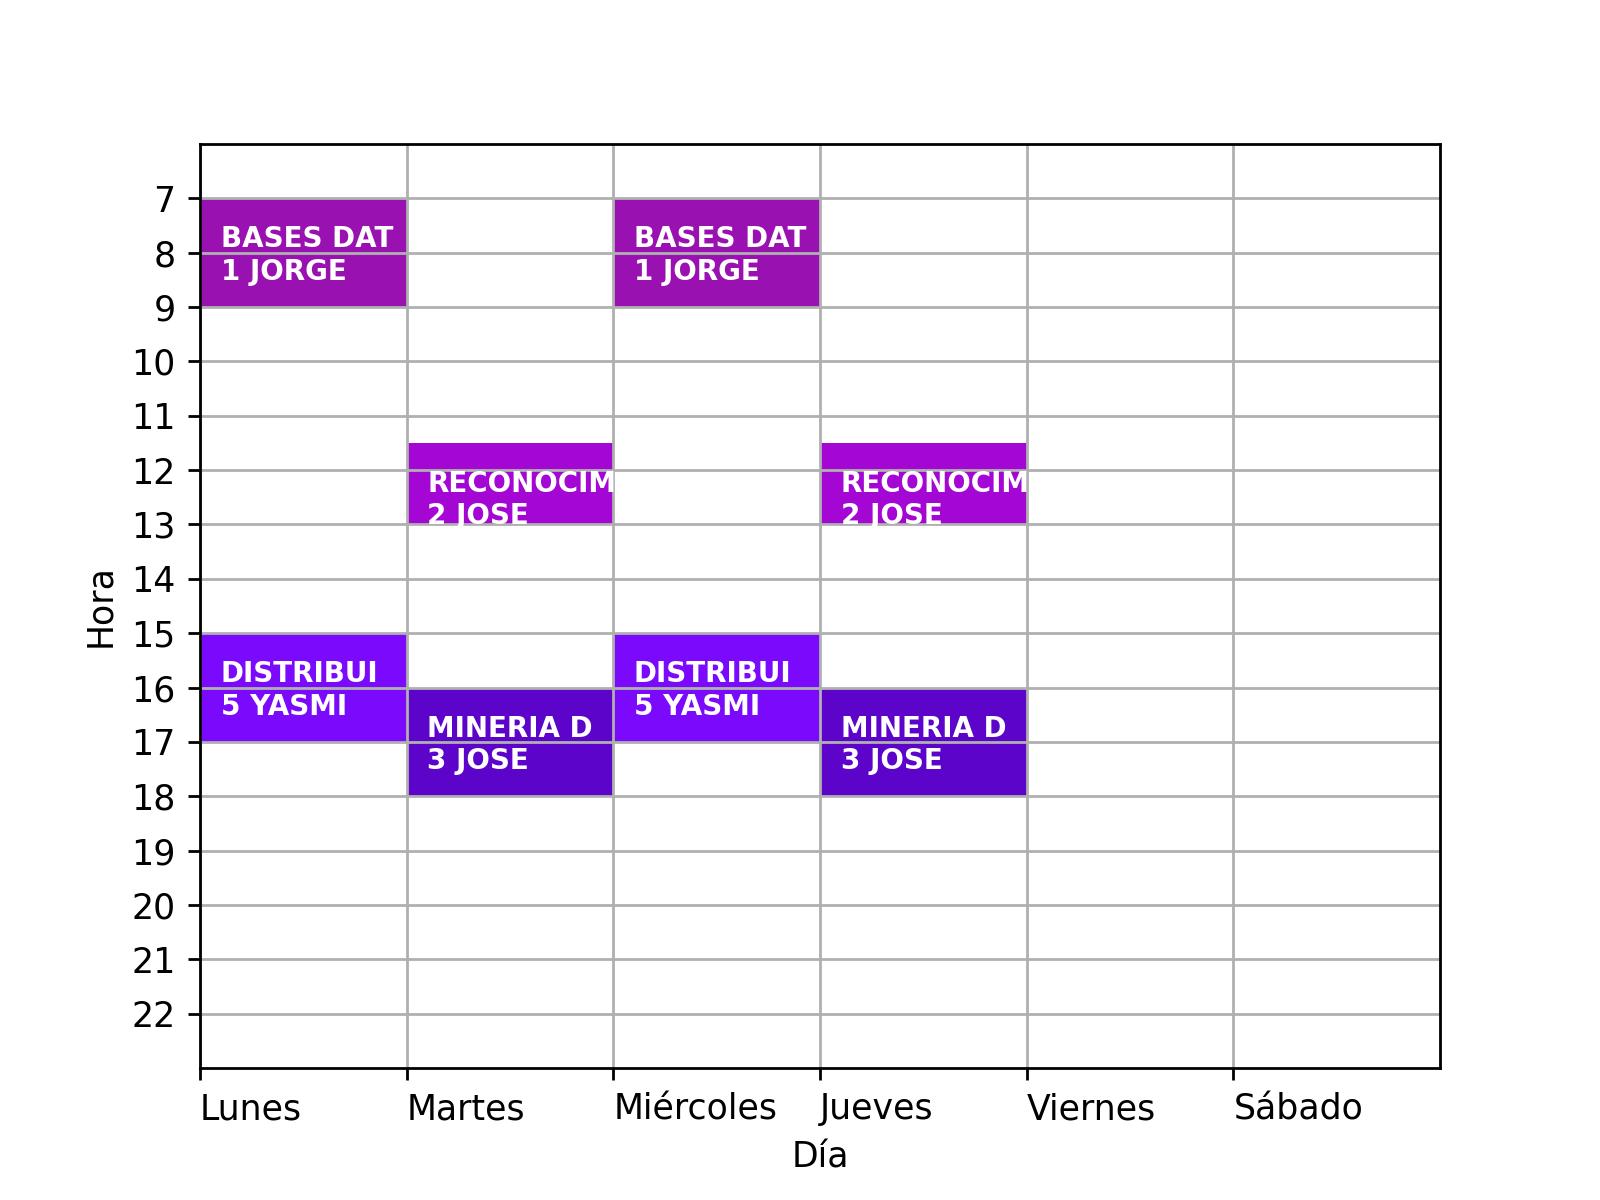 7
BASES DAT
1 JORGE
BASES DAT
1 JORGE
8
9
10
11
12
RECONOCIM
2 JOSE
RECONOCIM
2 JOSE
13
14
Hora
15
DISTRIBUI
5 YASMI
DISTRIBUI
5 YASMI
16
MINERIA D
3 JOSE
MINERIA D
3 JOSE
17
18
19
20
21
22
Lunes Martes Miércoles Jueves Viernes Sábado
Día